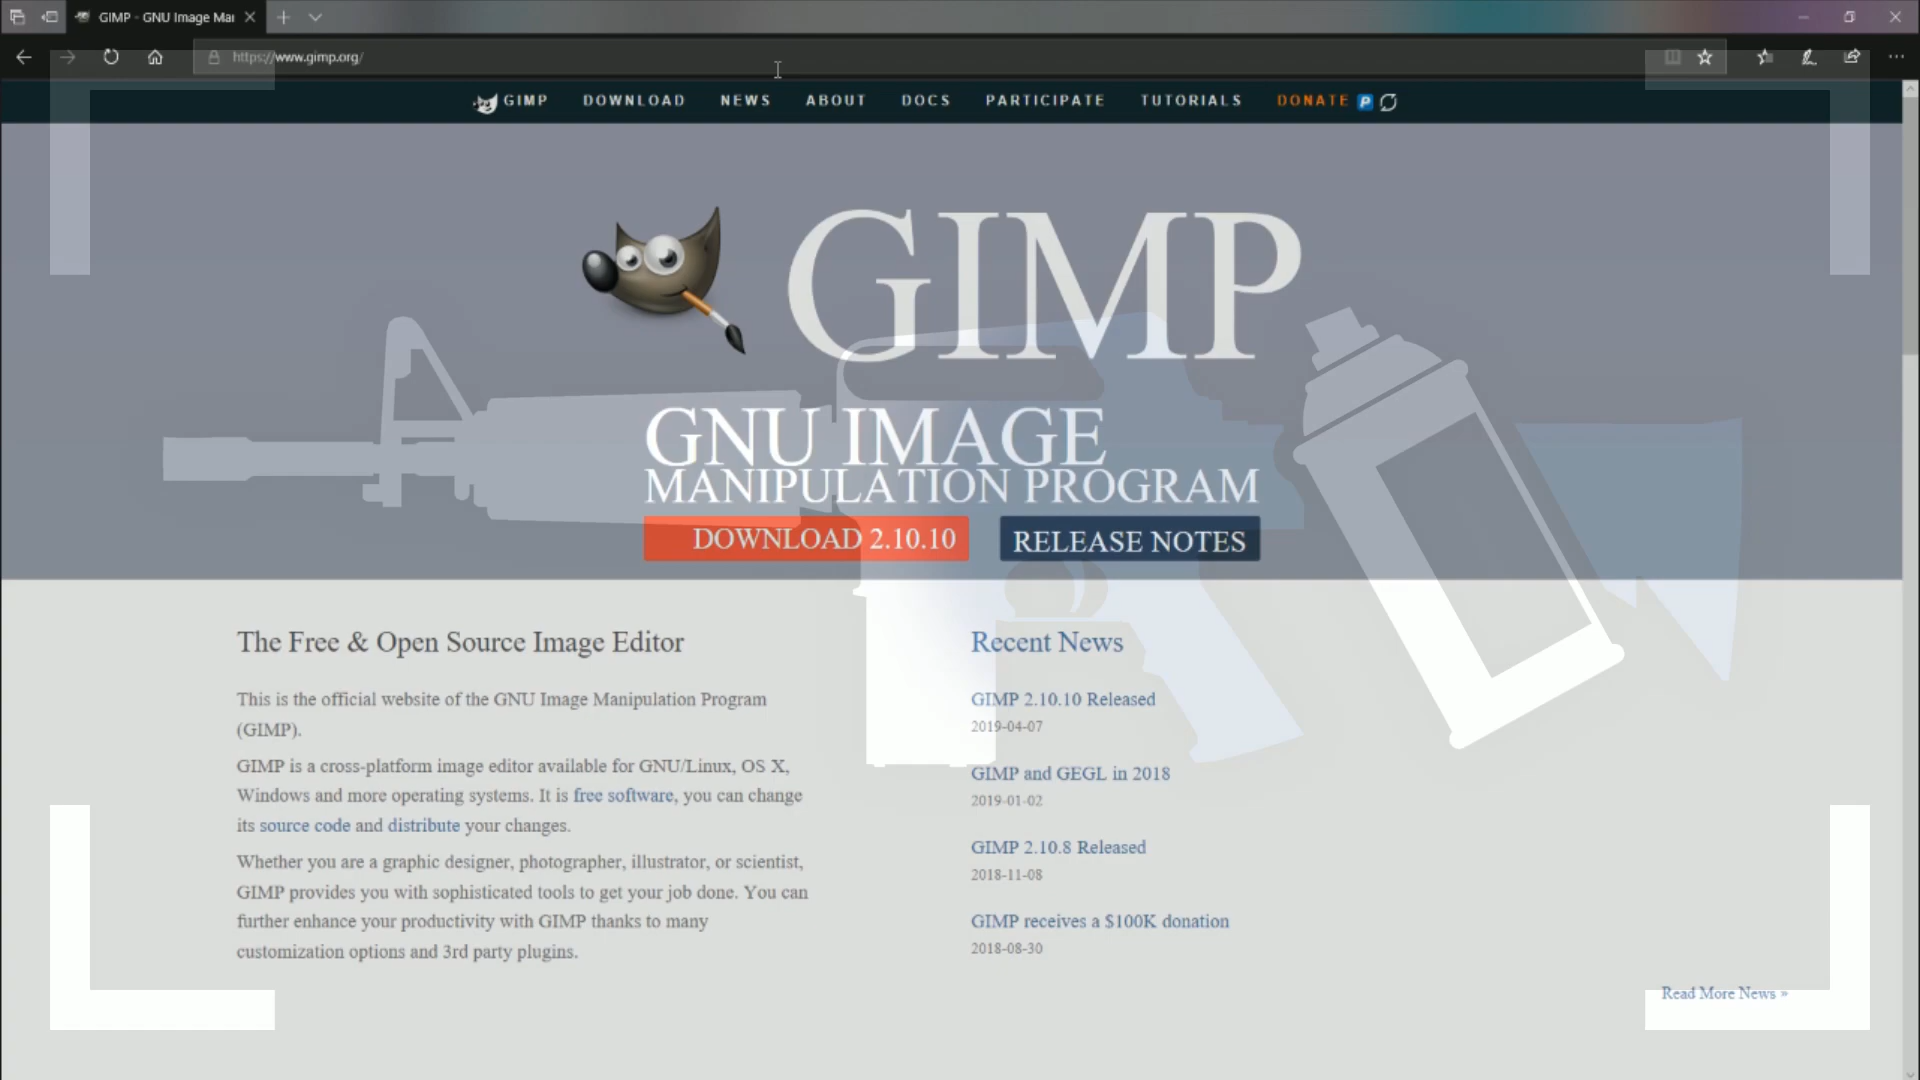 GIMP - GNU Image Mai
https://www.gimp.org/
GIMP DOWNLOAD NEWS ABOUT DOCS PARTICIPATE TUTORIALS DONATE
GIMP
GNU IMAGE
MANIPULATION PROGRAM
DOWNLOAD 2.10.10 RELEASE NOTES
The Free & Open Source Image Editor
This is the official website of the GNU Image Manipulation Program
(GIMP).
GIMP is a cross-platform image editor available for GNU/Linux, OS X,
Windows and more operating systems. It is free software, you can change
its source code and distribute your changes.
Whether you are a graphic designer, photographer, illustrator, or scientist,
GIMP provides you with sophisticated tools to get your job done. You can
further enhance your productivity with GIMP thanks to many
customization options and 3rd party plugins.
Recent News
GIMP 2.10.10 Released
2019-04-07
GIMP and GEGL in 2018
2019-01-02
GIMP 2.10.8 Released
2018-11-08
GIMP receives a $100K donation
2018-08-30
Read More News »